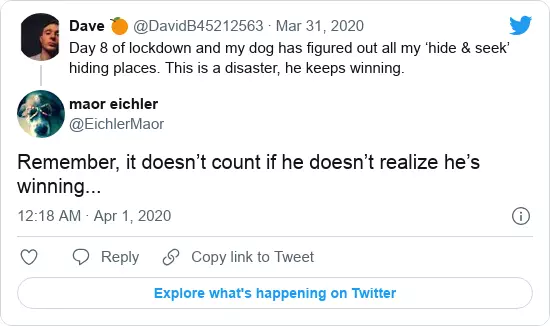 Dave 🍊 @DavidB45212563 · Mar 31, 2020
Day 8 of lockdown and my dog has figured out all my ‘hide & seek’
hiding places. This is a disaster, he keeps winning.
maor eichler
@EichlerMaor
Remember, it doesn’t count if he doesn’t realize he’s
winning...
12:18 AM · Apr 1, 2020
Reply
Copy link to Tweet
Explore what's happening on Twitter